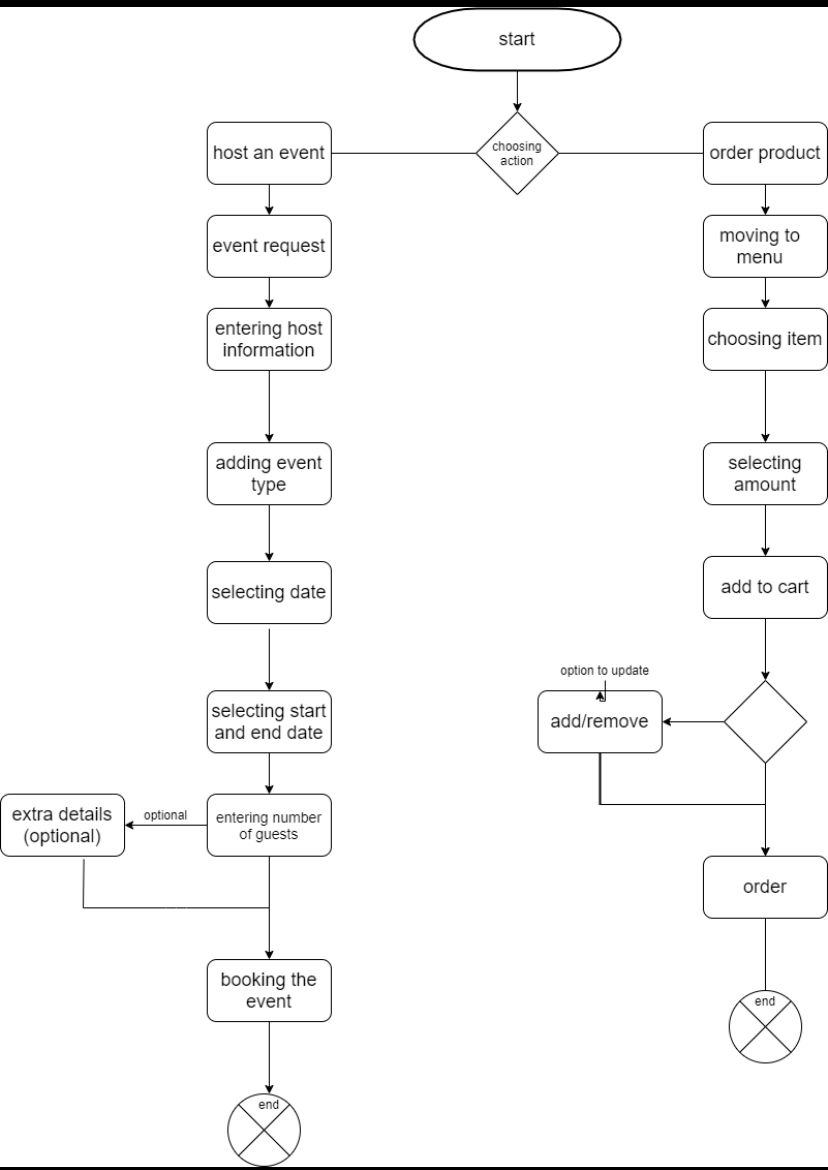 start
choosing
action
host an event
order product
event request
moving to
menu
entering host
information
choosing item
adding event
type
selecting
amount
selecting date
add to cart
option to update
add/remove
selecting start
and end date
extra details
(optional)
optional
entering number
of guests
order
booking the
event
end
end